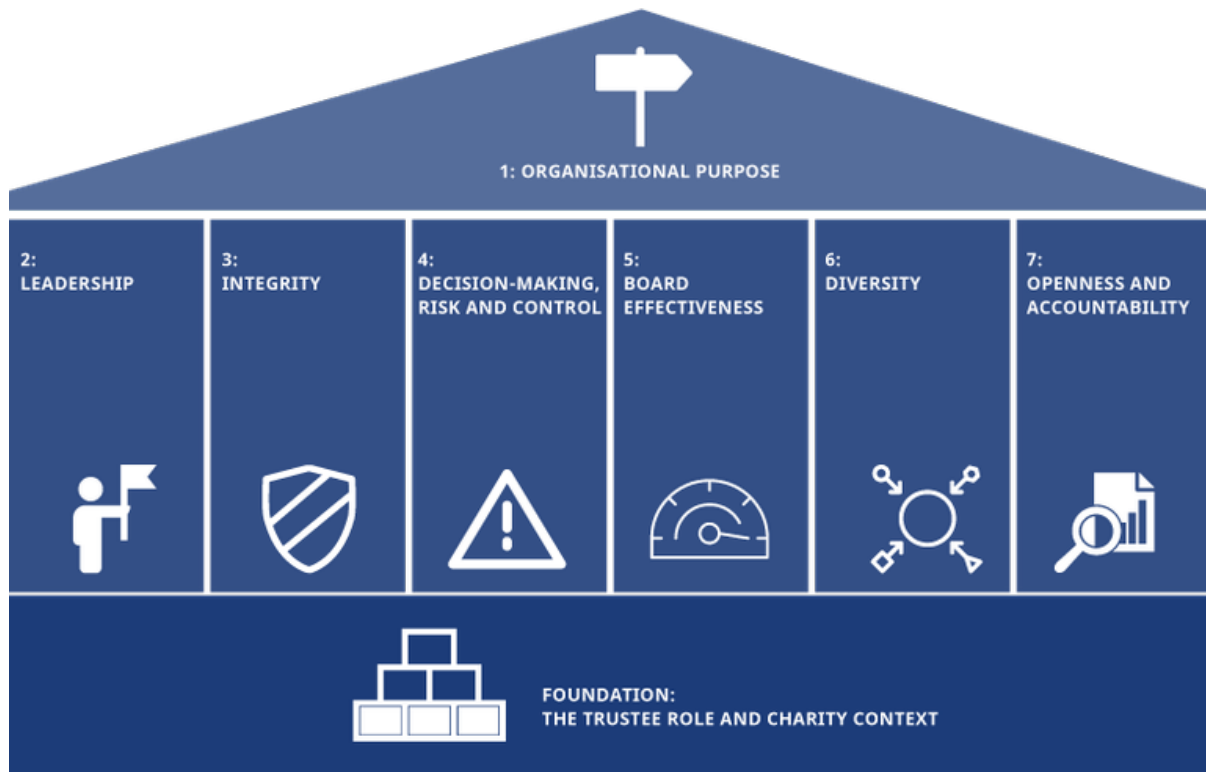 1: ORGANISATIONAL PURPOSE
2:
LEADERSHIP
3:
INTEGRITY
4:
DECISION-MAKING,
RISK AND CONTROL
5:
BOARD
EFFECTIVENESS
6:
DIVERSITY
7:
OPENNESS AND
ACCOUNTABILITY
FOUNDATION:
THE TRUSTEE ROLE AND CHARITY CONTEXT